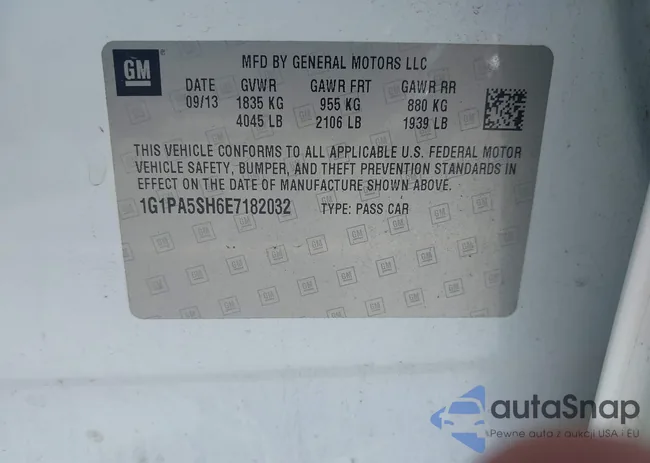 GM
MFD BY GENERAL MOTORS LLC
DATE GVWR GAWR FRT GAWR RR
09/13 1835 KG 955 KG 880 KG
4045 LB 2106 LB 1939 LB
THIS VEHICLE CONFORMS TO ALL APPLICABLE U.S. FEDERAL MOTOR
VEHICLE SAFETY, BUMPER, AND THEFT PREVENTION STANDARDS IN
EFFECT ON THE DATE OF MANUFACTURE SHOWN ABOVE.
1G1PA5SH6E7182032 TYPE: PASS CAR
autaSnap
Pewne auta z aukcji USA i EU